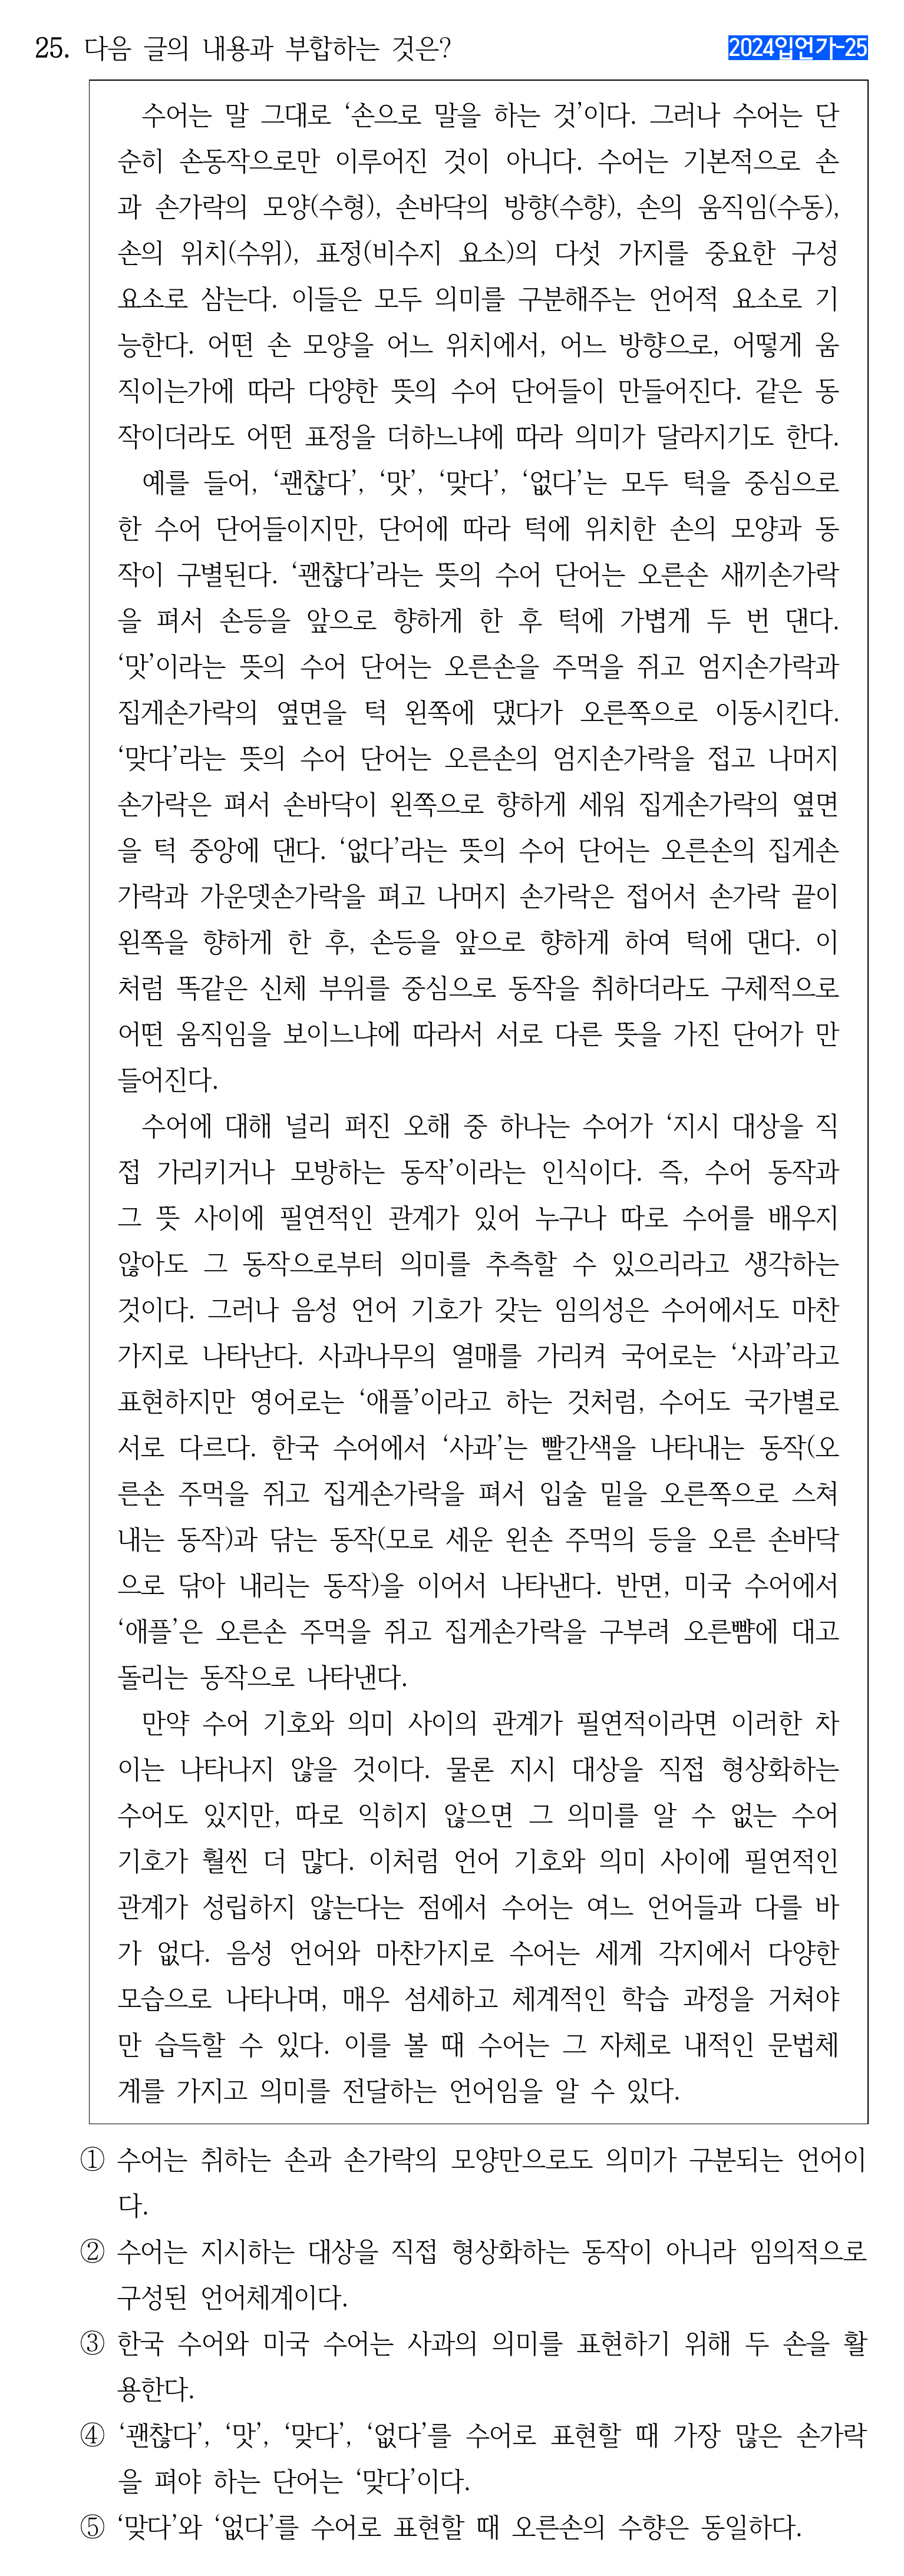 25. 다음 글의 내용과 부합하는 것은?
2024입언가-25
수어는 말 그대로 ‘손으로 말을 하는 것’이다. 그러나 수어는 단
순히 손동작으로만 이루어진 것이 아니다. 수어는 기본적으로 손
과 손가락의 모양(수형), 손바닥의 방향(수향), 손의 움직임(수동),
손의 위치(수위), 표정(비수지 요소)의 다섯 가지를 중요한 구성
요소로 삼는다. 이들은 모두 의미를 구분해주는 언어적 요소로 기
능한다. 어떤 손 모양을 어느 위치에서, 어느 방향으로, 어떻게 움
직이는가에 따라 다양한 뜻의 수어 단어들이 만들어진다. 같은 동
작이더라도 어떤 표정을 더하느냐에 따라 의미가 달라지기도 한다.
예를 들어, ‘괜찮다’, ‘맛’, ‘맞다’, ‘없다’는 모두 턱을 중심으로
한 수어 단어들이지만, 단어에 따라 턱에 위치한 손의 모양과 동
작이 구별된다. ‘괜찮다’라는 뜻의 수어 단어는 오른손 새끼손가락
을 펴서 손등을 앞으로 향하게 한 후 턱에 가볍게 두 번 댄다.
‘맛’이라는 뜻의 수어 단어는 오른손을 주먹을 쥐고 엄지손가락과
집게손가락의 옆면을 턱 왼쪽에 댔다가 오른쪽으로 이동시킨다.
‘맞다’라는 뜻의 수어 단어는 오른손의 엄지손가락을 접고 나머지
손가락은 펴서 손바닥이 왼쪽으로 향하게 세워 집게손가락의 옆면
을 턱 중앙에 댄다. ‘없다’라는 뜻의 수어 단어는 오른손의 집게손
가락과 가운뎃손가락을 펴고 나머지 손가락은 접어서 손가락 끝이
왼쪽을 향하게 한 후, 손등을 앞으로 향하게 하여 턱에 댄다. 이
처럼 똑같은 신체 부위를 중심으로 동작을 취하더라도 구체적으로
어떤 움직임을 보이느냐에 따라서 서로 다른 뜻을 가진 단어가 만
들어진다.
수어에 대해 널리 퍼진 오해 중 하나는 수어가 ‘지시 대상을 직
접 가리키거나 모방하는 동작’이라는 인식이다. 즉, 수어 동작과
그 뜻 사이에 필연적인 관계가 있어 누구나 따로 수어를 배우지
않아도 그 동작으로부터 의미를 추측할 수 있으리라고 생각하는
것이다. 그러나 음성 언어 기호가 갖는 임의성은 수어에서도 마찬
가지로 나타난다. 사과나무의 열매를 가리켜 국어로는 ‘사과’라고
표현하지만 영어로는 ‘애플’이라고 하는 것처럼, 수어도 국가별로
서로 다르다. 한국 수어에서 ‘사과’는 빨간색을 나타내는 동작(오
른손 주먹을 쥐고 집게손가락을 펴서 입술 밑을 오른쪽으로 스쳐
내는 동작)과 닦는 동작(모로 세운 왼손 주먹의 등을 오른 손바닥
으로 닦아 내리는 동작)을 이어서 나타낸다. 반면, 미국 수어에서
‘애플’은 오른손 주먹을 쥐고 집게손가락을 구부려 오른뺨에 대고
돌리는 동작으로 나타낸다.
만약 수어 기호와 의미 사이의 관계가 필연적이라면 이러한 차
이는 나타나지 않을 것이다. 물론 지시 대상을 직접 형상화하는
수어도 있지만, 따로 익히지 않으면 그 의미를 알 수 없는 수어
기호가 훨씬 더 많다. 이처럼 언어 기호와 의미 사이에 필연적인
관계가 성립하지 않는다는 점에서 수어는 여느 언어들과 다를 바
가 없다. 음성 언어와 마찬가지로 수어는 세계 각지에서 다양한
모습으로 나타나며, 매우 섬세하고 체계적인 학습 과정을 거쳐야
만 습득할 수 있다. 이를 볼 때 수어는 그 자체로 내적인 문법체
계를 가지고 의미를 전달하는 언어임을 알 수 있다.
① 수어는 취하는 손과 손가락의 모양만으로도 의미가 구분되는 언어이
다.
② 수어는 지시하는 대상을 직접 형상화하는 동작이 아니라 임의적으로
구성된 언어체계이다.
③ 한국 수어와 미국 수어는 사과의 의미를 표현하기 위해 두 손을 활
용한다.
④ ‘괜찮다’, ‘맛’, ‘맞다’, ‘없다’를 수어로 표현할 때 가장 많은 손가락
을 펴야 하는 단어는 ‘맞다’이다.
⑤ ‘맞다’와 ‘없다’를 수어로 표현할 때 오른손의 수향은 동일하다.